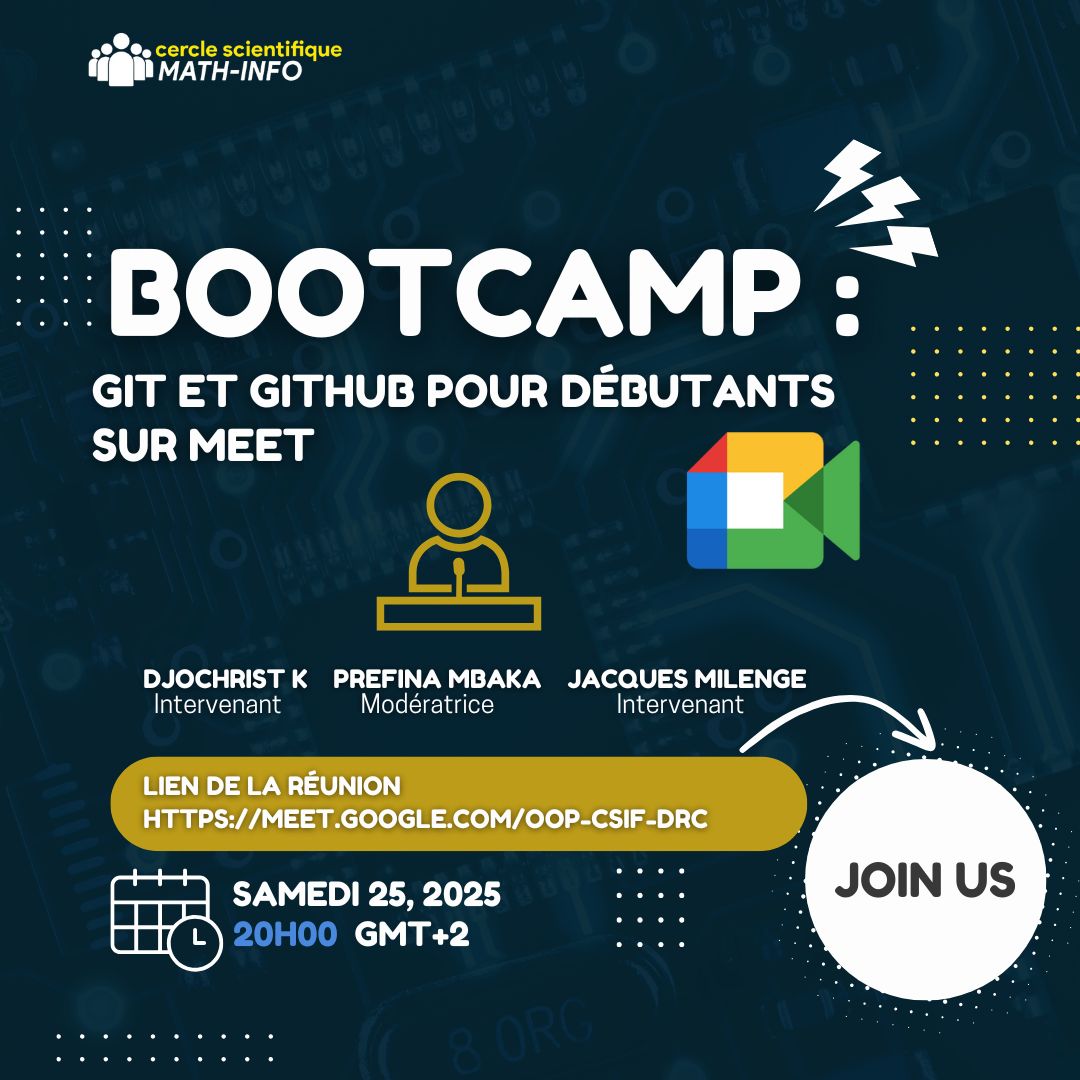 cercle scientifique
MATH-INFO
BOOTCAMP :
GIT ET GITHUB POUR DÉBUTANTS
SUR MEET
DJOCHRIST K
Intervenant
PREFINA MBAKA
Modératrice
JACQUES MILENGE
Intervenant
LIEN DE LA RÉUNION
HTTPS://MEET.GOOGLE.COM/OOP-CSIF-DRC
JOIN US
SAMEDI 25, 2025
20H00 GMT+2
8 ORG